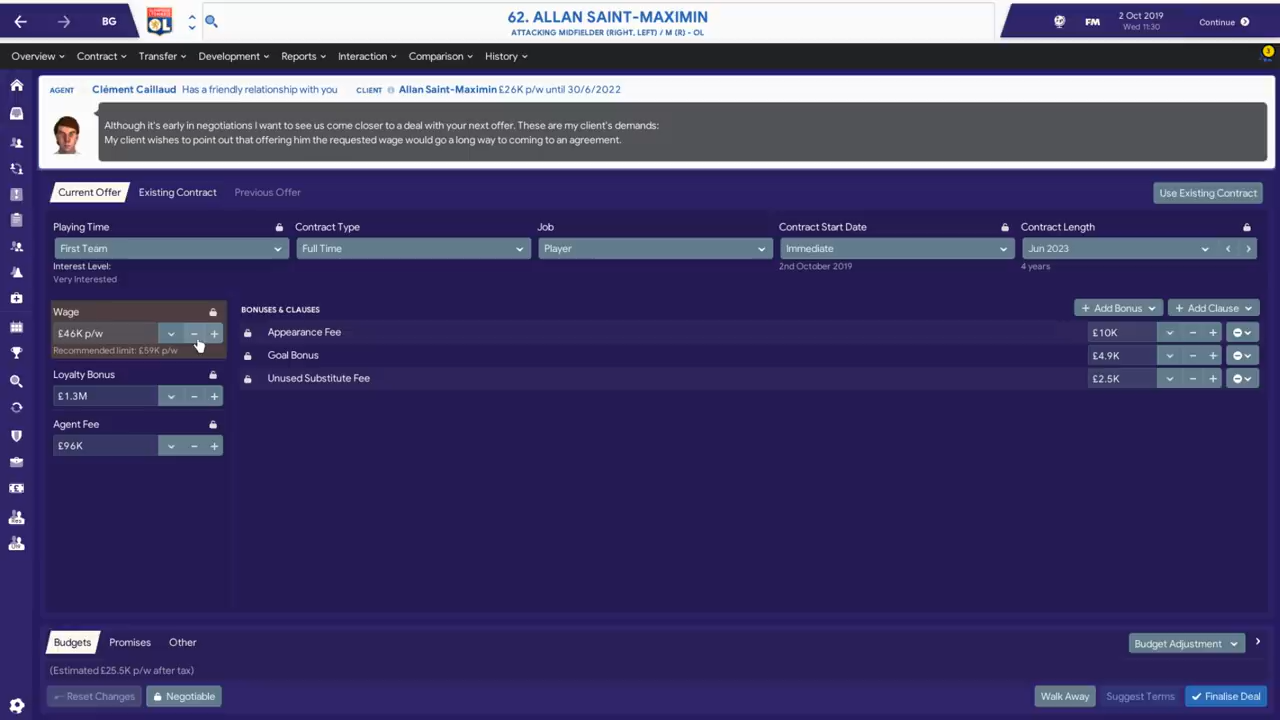 BG
62. ALLAN SAINT-MAXIMIN
ATTACKING MIDFIELDER (RIGHT, LEFT) / M (R) - OL
FM
2 Oct 2019
Wed 11:30
Continue
Overview
Contract
Transfer
Development
Reports
Interaction
Comparison
History
3
AGENT Clément Caillaud Has a friendly relationship with you CLIENT Allan Saint-Maximin £26K p/w until 30/6/2022
Although it's early in negotiations I want to see us come closer to a deal with your next offer. These are my client's demands:
My client wishes to point out that offering him the requested wage would go a long way to coming to an agreement.
Current Offer
Existing Contract
Previous Offer
Use Existing Contract
Playing Time
Contract Type
Job
Contract Start Date
Contract Length
First Team
Full Time
Player
Immediate
Jun 2023
Interest Level:
Very Interested
2nd October 2019
4 years
Wage
£46K p/w
Recommended limit: £59K p/w
Loyalty Bonus
£1.3M
Agent Fee
£96K
BONUSES & CLAUSES
+ Add Bonus
+ Add Clause
Appearance Fee £10K
Goal Bonus £4.9K
Unused Substitute Fee £2.5K
Budgets
Promises
Other
Budget Adjustment
(Estimated £25.5K p/w after tax)
Reset Changes
Negotiable
Walk Away
Suggest Terms
Finalise Deal